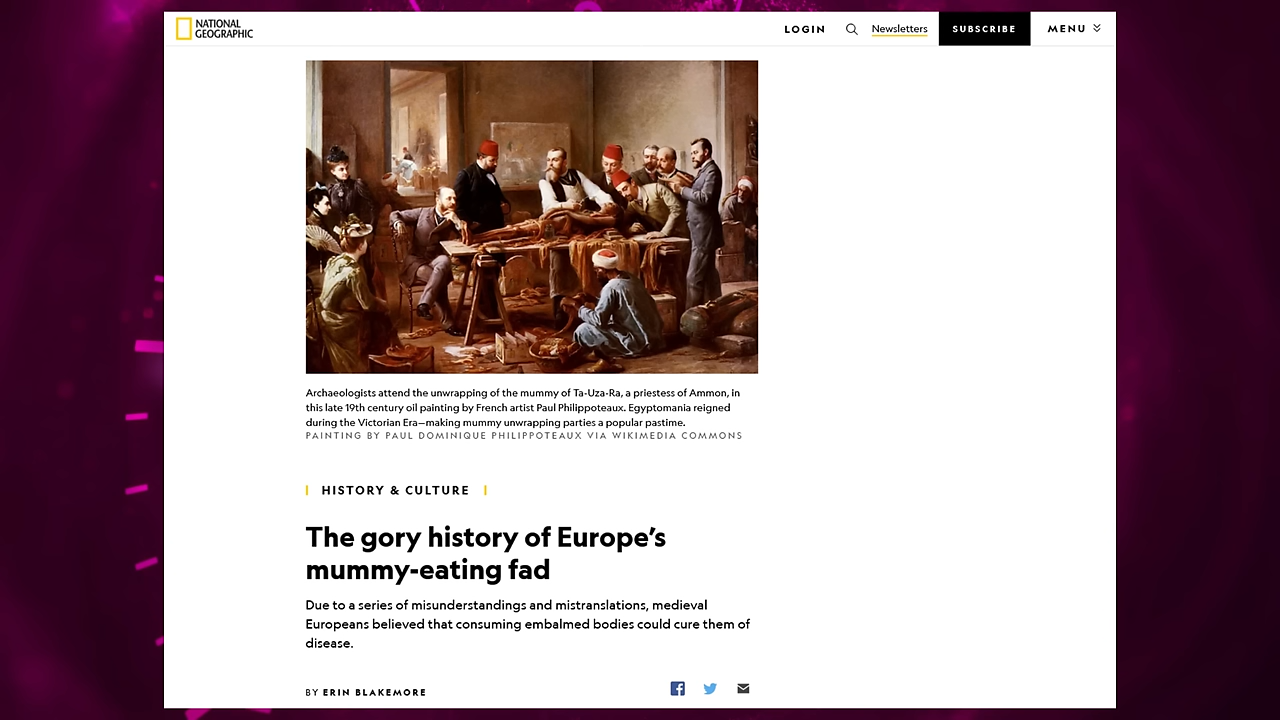 NATIONAL
GEOGRAPHIC
LOGIN
Newsletters
SUBSCRIBE
MENU
Archaeologists attend the unwrapping of the mummy of Ta-Uza-Ra, a priestess of Ammon, in
this late 19th century oil painting by French artist Paul Philippoteaux. Egyptomania reigned
during the Victorian Era—making mummy unwrapping parties a popular pastime.
PAINTING BY PAUL DOMINIQUE PHILIPPOTEAUX VIA WIKIMEDIA COMMONS
HISTORY & CULTURE
The gory history of Europe’s
mummy-eating fad
Due to a series of misunderstandings and mistranslations, medieval
Europeans believed that consuming embalmed bodies could cure them of
disease.
BY ERIN BLAKEMORE